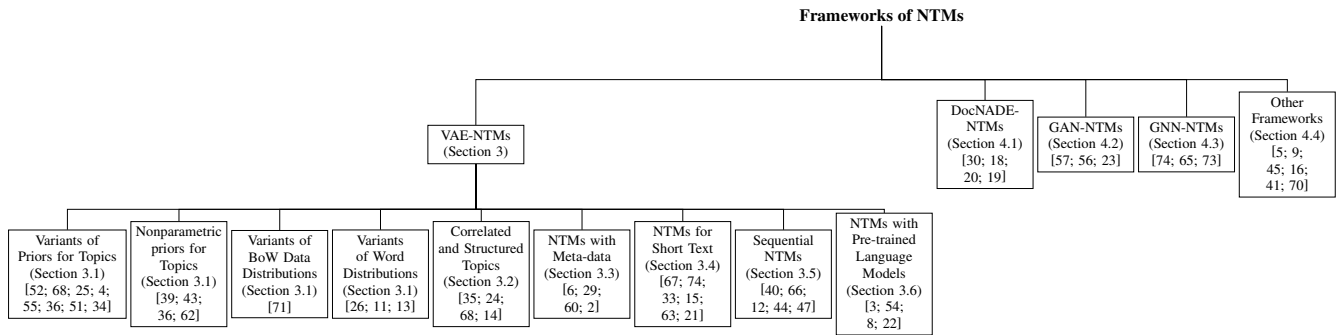 Frameworks of NTMs
VAE-NTMs
(Section 3)
DocNADE-
NTMs
(Section 4.1)
[30; 18;
20; 19]
GAN-NTMs
(Section 4.2)
[57; 56; 23]
GNN-NTMs
(Section 4.3)
[74; 65; 73]
Other
Frameworks
(Section 4.4)
[5; 9;
45; 16;
41; 70]
Variants of
Priors for Topics
(Section 3.1)
[52; 68; 25; 4;
55; 36; 51; 34]
Nonparametric
priors for
Topics
(Section 3.1)
[39; 43;
36; 62]
Variants of
BoW Data
Distributions
(Section 3.1)
[71]
Variants
of Word
Distributions
(Section 3.1)
[26; 11; 13]
Correlated
and Structured
Topics
(Section 3.2)
[35; 24;
68; 14]
NTMs with
Meta-data
(Section 3.3)
[6; 29;
60; 2]
NTMs for
Short Text
(Section 3.4)
[67; 74;
33; 15;
63; 21]
Sequential
NTMs
(Section 3.5)
[40; 66;
12; 44; 47]
NTMs with
Pre-trained
Language
Models
(Section 3.6)
[3; 54;
8; 22]